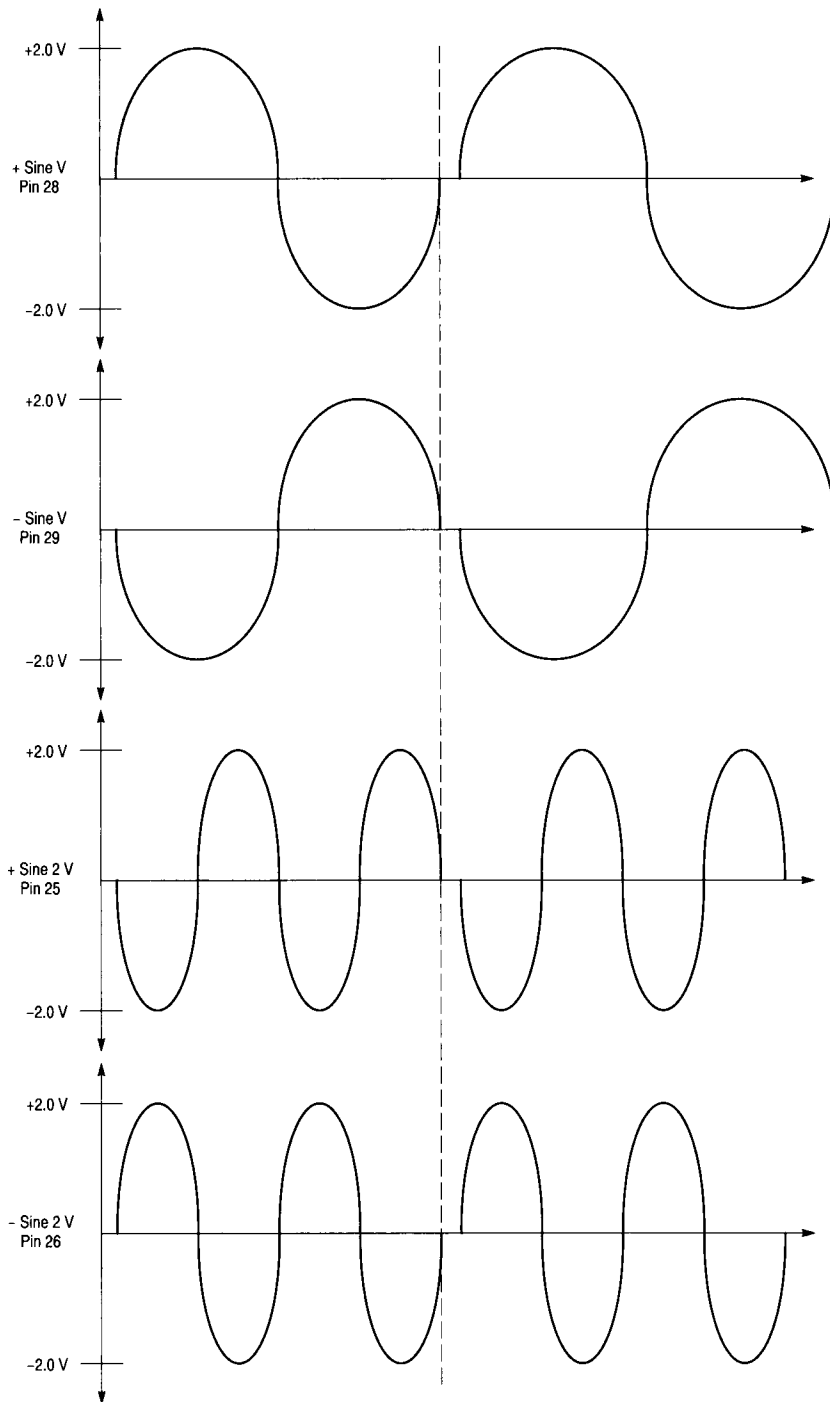 +2.0 V
+ Sine V
Pin 28
–2.0 V
+2.0 V
– Sine V
Pin 29
–2.0 V
+2.0 V
+ Sine 2 V
Pin 25
–2.0 V
+2.0 V
– Sine 2 V
Pin 26
–2.0 V